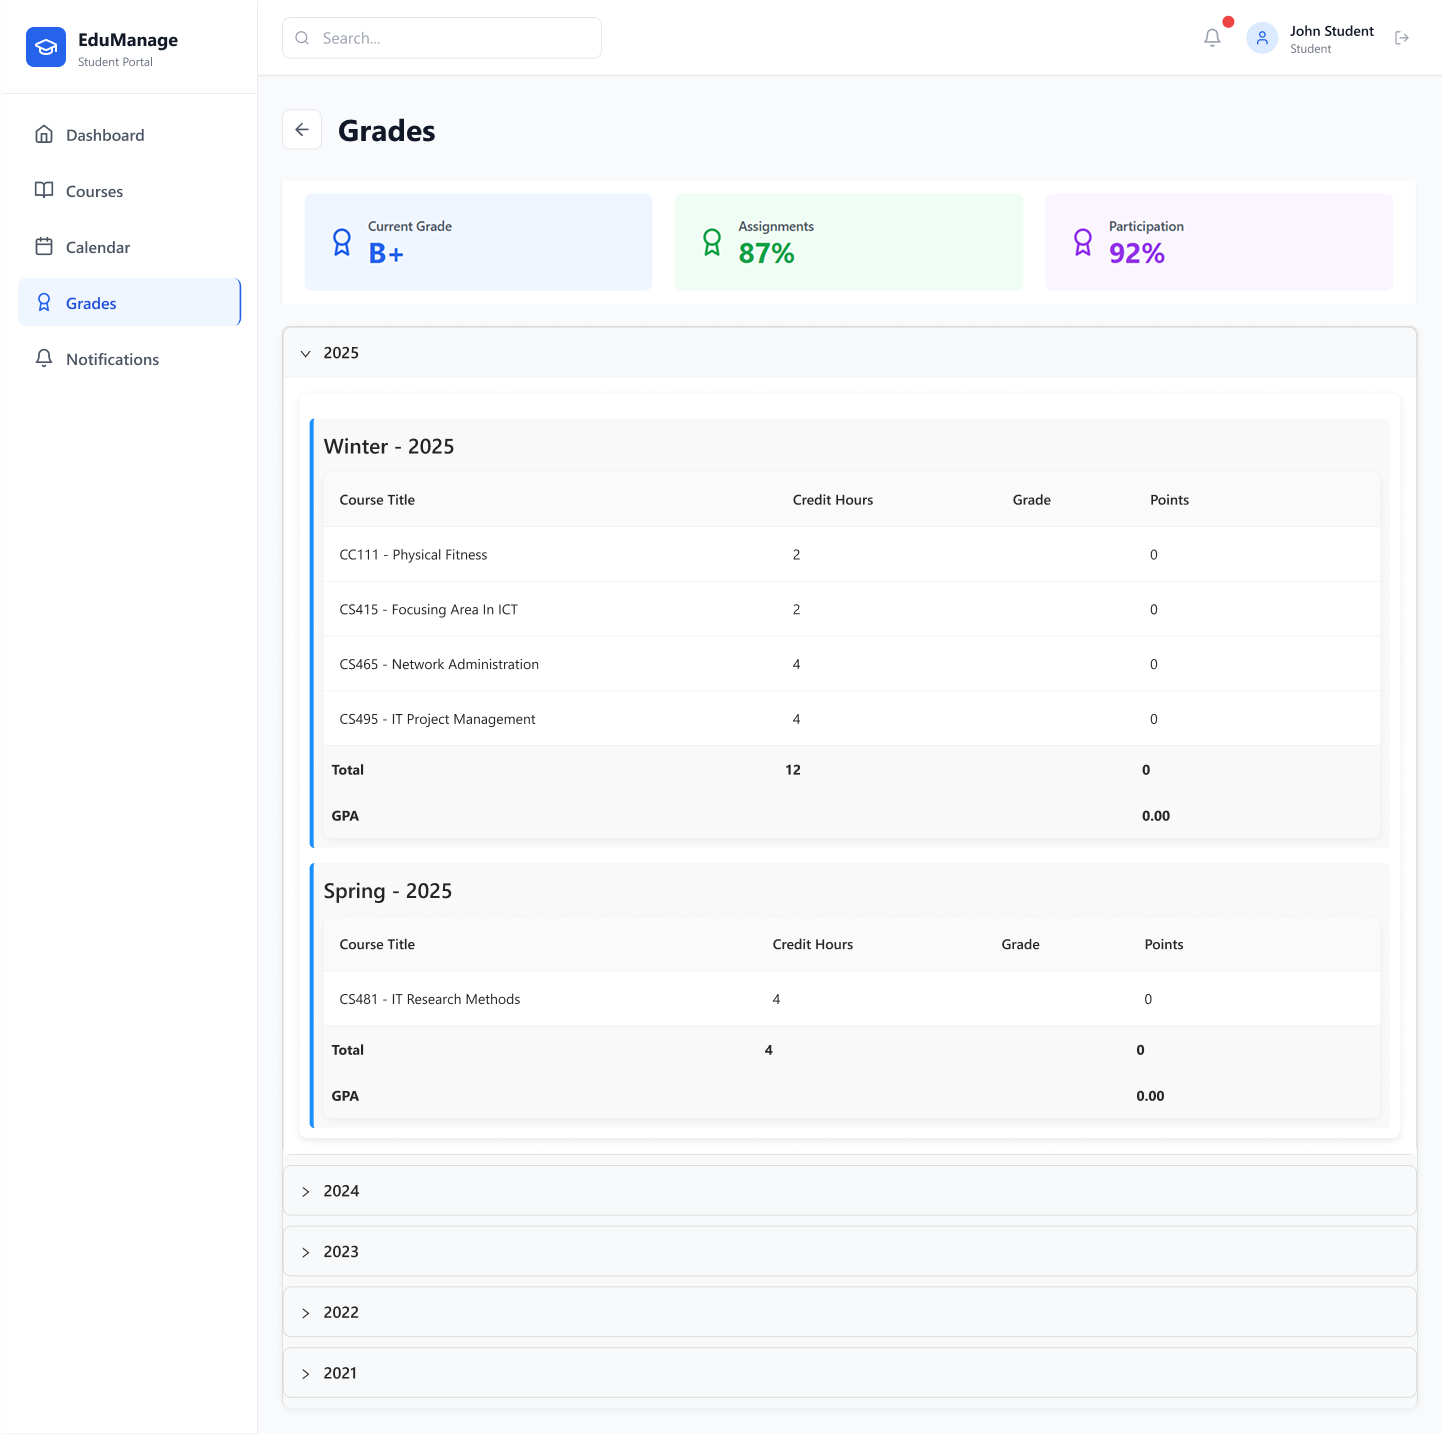 EduManage
Student Portal
Search...
John Student
Student
Dashboard
Courses
Calendar
Grades
Notifications
Grades
Current Grade
B+
Assignments
87%
Participation
92%
2025
Winter - 2025
Course Title Credit Hours Grade Points
CC111 - Physical Fitness 2 0
CS415 - Focusing Area In ICT 2 0
CS465 - Network Administration 4 0
CS495 - IT Project Management 4 0
Total 12 0
GPA 0.00
Spring - 2025
Course Title Credit Hours Grade Points
CS481 - IT Research Methods 4 0
Total 4 0
GPA 0.00
2024
2023
2022
2021